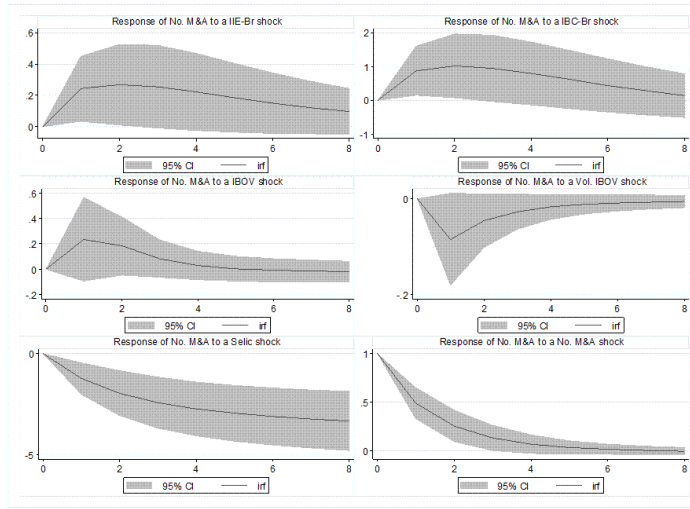 Response of No. M&A to a IIE-Br shock
.6
.4
.2
0
0 2 4 6 8
95% CI irf
Response of No. M&A to a IBC-Br shock
2
1
0
-1
0 2 4 6 8
95% CI irf
Response of No. M&A to a IBOV shock
.6
.4
.2
0
-.2
0 2 4 6 8
95% CI irf
Response of No. M&A to a Vol. IBOV shock
0
-.2
0 2 4 6 8
95% CI irf
Response of No. M&A to a Selic shock
0
-5
0 2 4 6 8
95% CI irf
Response of No. M&A to a No. M&A shock
1
.5
0
0 2 4 6 8
95% CI irf